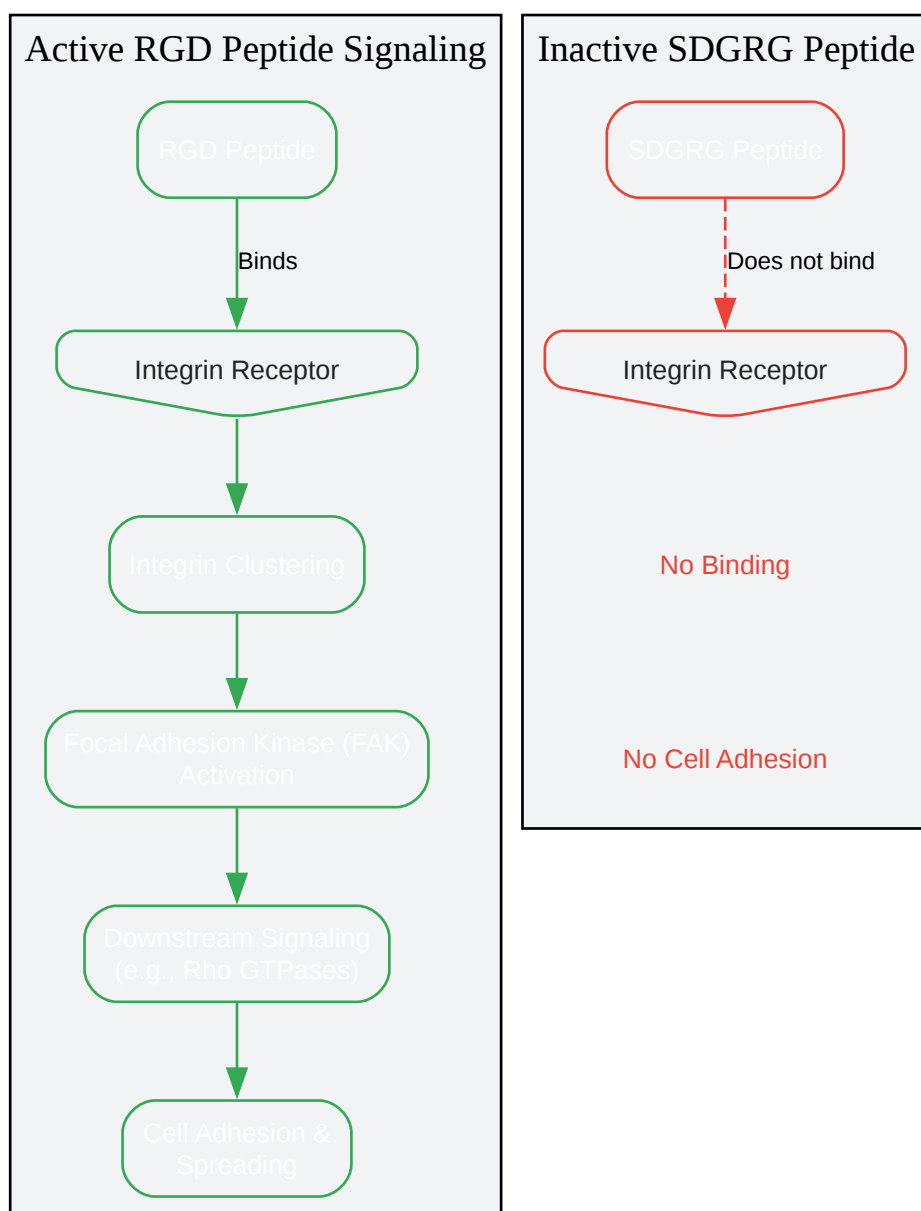 Active RGD Peptide Signaling
RGD Peptide
Binds
Integrin Receptor
Integrin Clustering
Focal Adhesion Kinase (FAK)
Activation
Downstream Signaling
(e.g., Rho GTPases)
Cell Adhesion &
Spreading
Inactive SDGRG Peptide
SDGRG Peptide
Does not bind
Integrin Receptor
No Binding
No Cell Adhesion